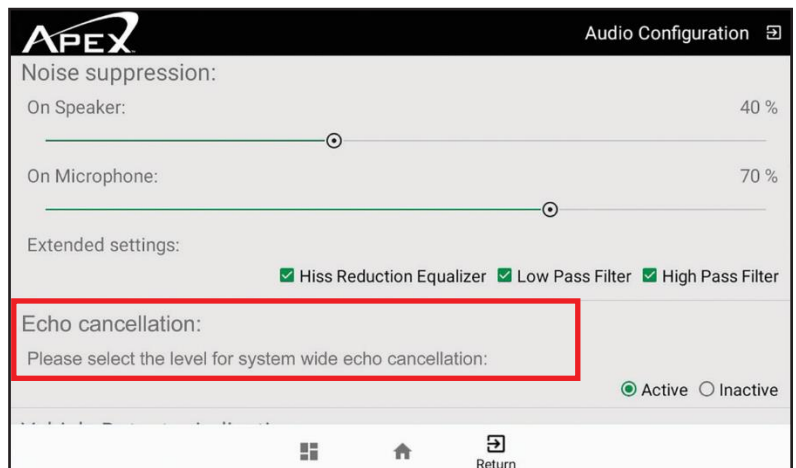 APEX
Audio Configuration
Noise suppression:
On Speaker: 40 %
On Microphone: 70 %
Extended settings:
Hiss Reduction Equalizer Low Pass Filter High Pass Filter
Echo cancellation:
Please select the level for system wide echo cancellation:
Active Inactive
Return